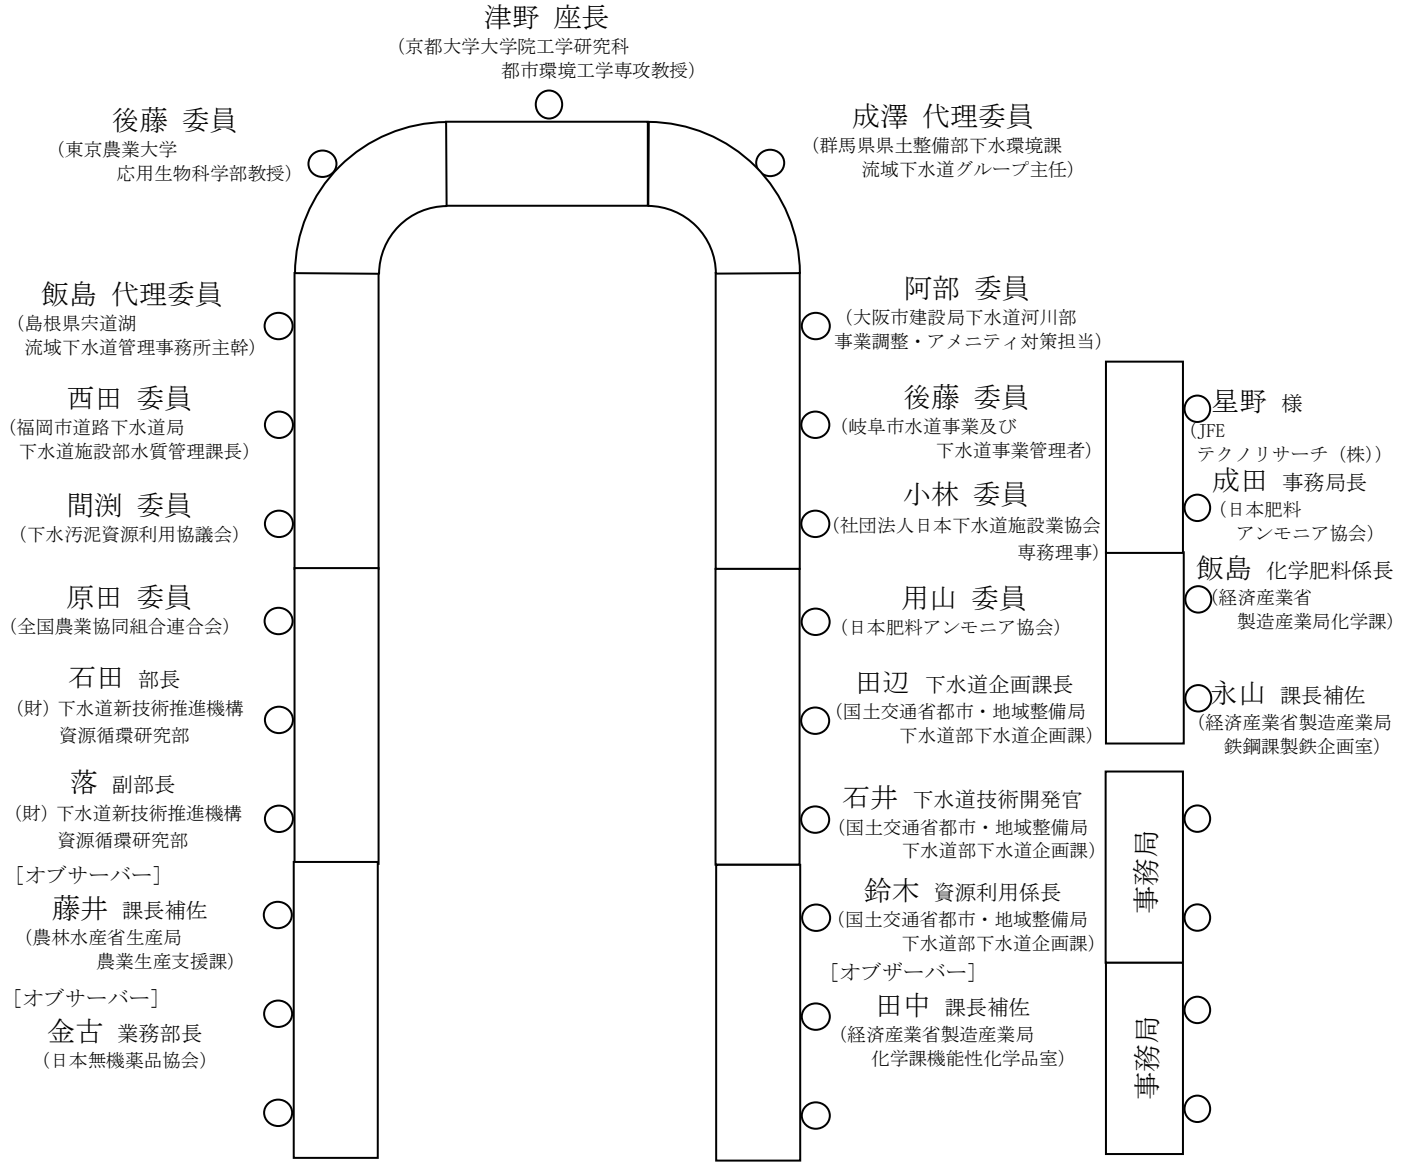 津野 座長
（京都大学大学院工学研究科
都市環境工学専攻教授）
後藤 委員
（東京農業大学
応用生物科学部教授）
成澤 代理委員
（群馬県県土整備部下水環境課
流域下水道グループ主任）
飯島 代理委員
（島根県宍道湖
流域下水道管理事務所主幹）
西田 委員
（福岡市道路下水道局
下水道施設部水質管理課長）
間渕 委員
（下水汚泥資源利用協議会）
原田 委員
（全国農業協同組合連合会）
石田 部長
（財）下水道新技術推進機構
資源循環研究部
落 副部長
（財）下水道新技術推進機構
資源循環研究部
［オブサーバー］
藤井 課長補佐
（農林水産省生産局
農業生産支援課）
［オブサーバー］
金古 業務部長
（日本無機薬品協会）
阿部 委員
（大阪市建設局下水道河川部
事業調整・アメニティ対策担当）
後藤 委員
（岐阜市水道事業及び
下水道事業管理者）
小林 委員
（社団法人日本下水道施設業協会
専務理事）
用山 委員
（日本肥料アンモニア協会）
田辺 下水道企画課長
（国土交通省都市・地域整備局
下水道部下水道企画課）
石井 下水道技術開発官
（国土交通省都市・地域整備局
下水道部下水道企画課）
鈴木 資源利用係長
（国土交通省都市・地域整備局
下水道部下水道企画課）
［オブザーバー］
田中 課長補佐
（経済産業省製造産業局
化学課機能性化学品室）
星野 様
（JFE
テクノリサーチ（株））
成田 事務局長
（日本肥料
アンモニア協会）
飯島 化学肥料係長
（経済産業省
製造産業局化学課）
永山 課長補佐
（経済産業省製造産業局
鉄鋼課製鉄企画室）
事務局
事務局